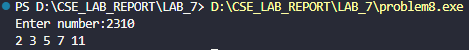 PS D:\CSE_LAB_REPORT\LAB_7> D:\CSE_LAB_REPORT\LAB_7\problem8.exe
Enter number:2310
2 3 5 7 11